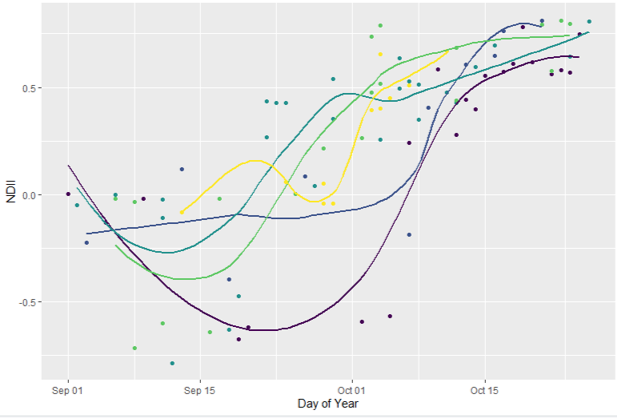 NDII
0.5
0.0
-0.5
Sep 01
Sep 15
Oct 01
Oct 15
Day of Year